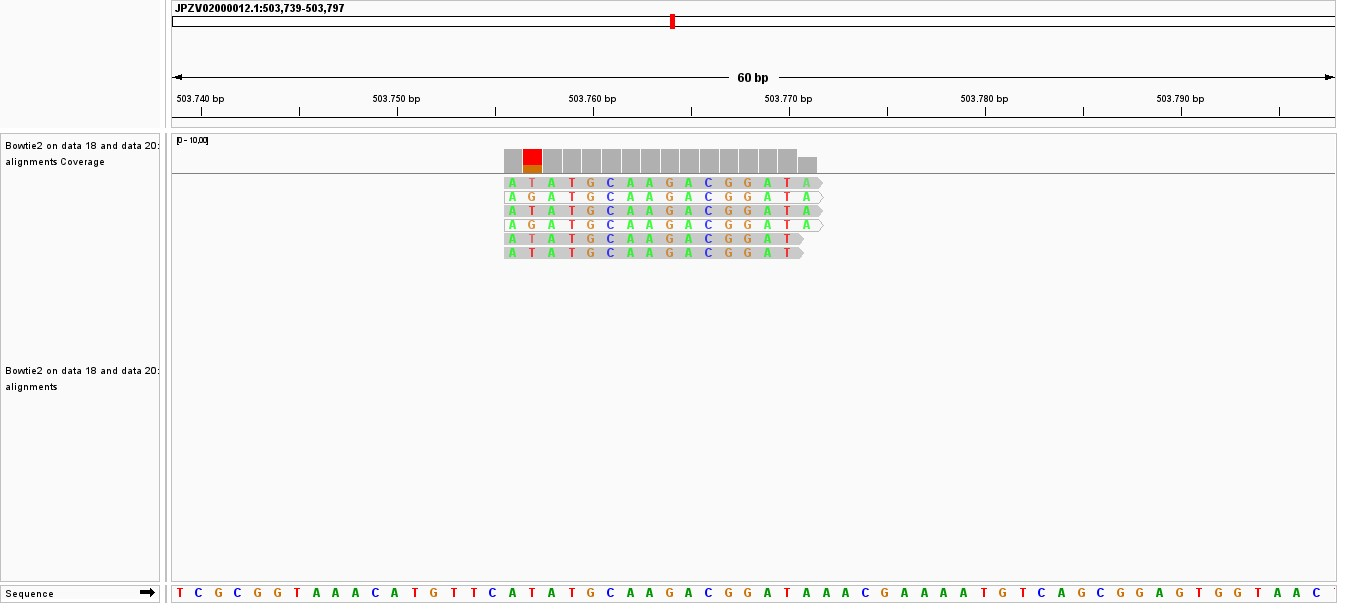 JPZV02000012.1:503,739-503,797
60 bp
503.740 bp 503.750 bp 503.760 bp 503.770 bp 503.780 bp 503.790 bp
Bowtie2 on data 18 and data 20:
alignments Coverage
[0 - 10,00]
A T A T G C A A G A C G G A T A
A G A T G C A A G A C G G A T A
A T A T G C A A G A C G G A T A
A G A T G C A A G A C G G A T A
A T A T G C A A G A C G G A T
A T A T G C A A G A C G G A T
Bowtie2 on data 18 and data 20:
alignments
Sequence T C G C G G T A A A C A T G T T C A T A T G C A A G A C G G A T A A A C G A A A A T G T C A G C G G A G T G G T A A C